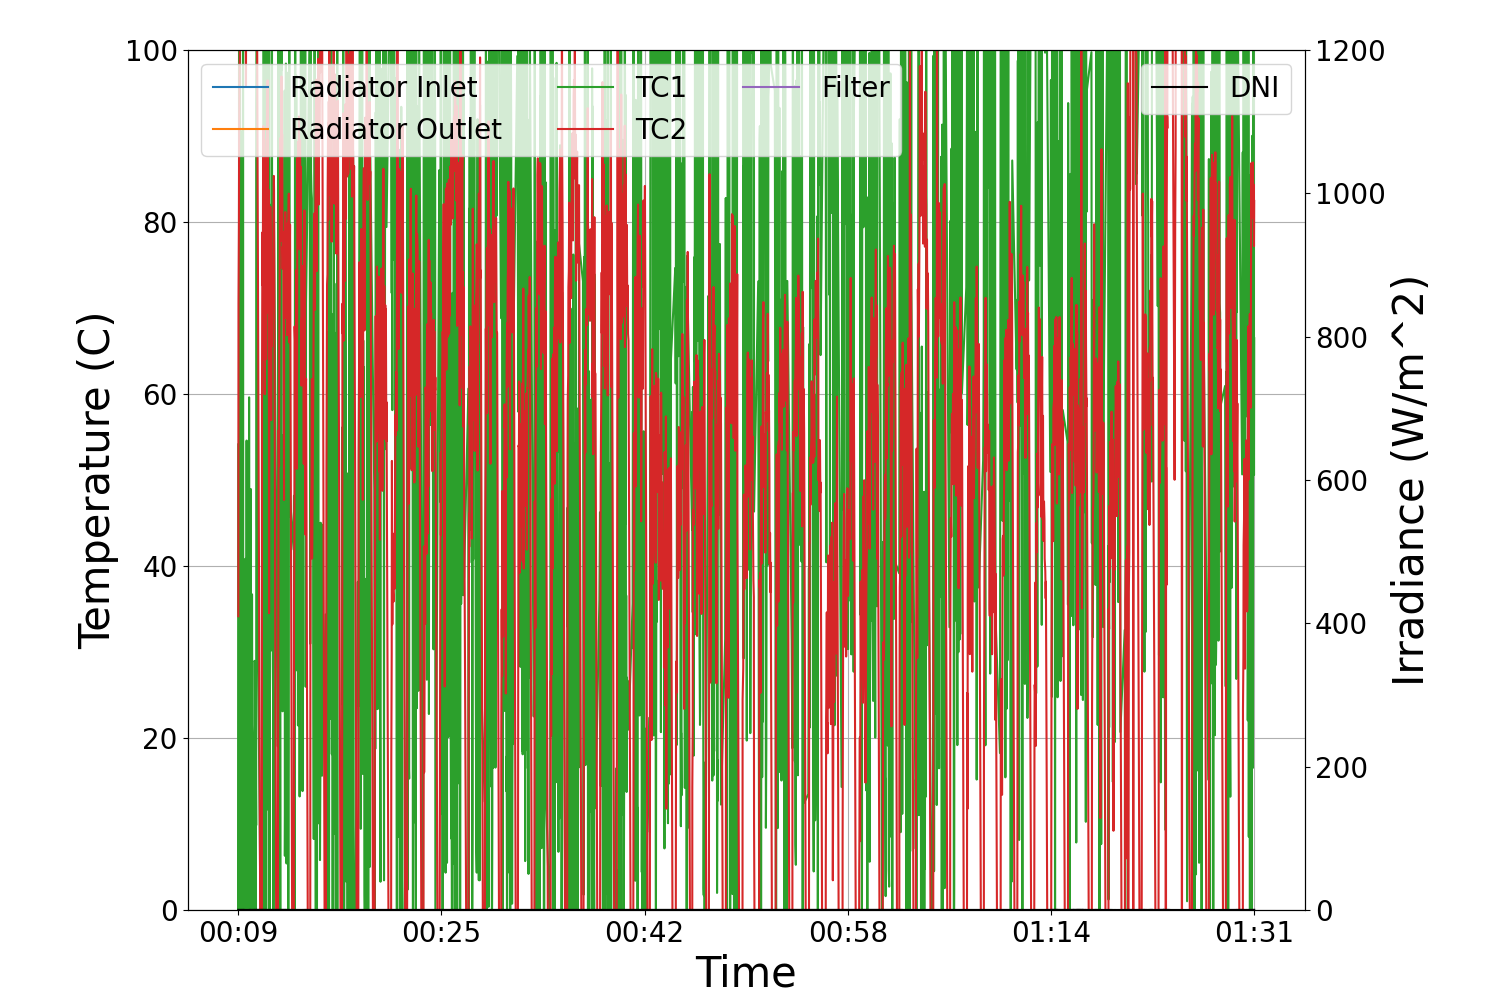 100
80
60
40
20
0
Temperature (C)
Radiator Inlet
Radiator Outlet
TC1
TC2
Filter
DNI
1200
1000
800
600
400
200
0
Irradiance (W/m^2)
00:09 00:25 00:42 00:58 01:14 01:31
Time